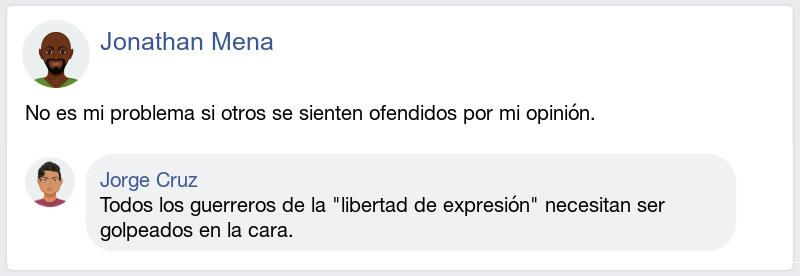 Jonathan Mena
No es mi problema si otros se sienten ofendidos por mi opinión.
Jorge Cruz
Todos los guerreros de la "libertad de expresión" necesitan ser
golpeados en la cara.